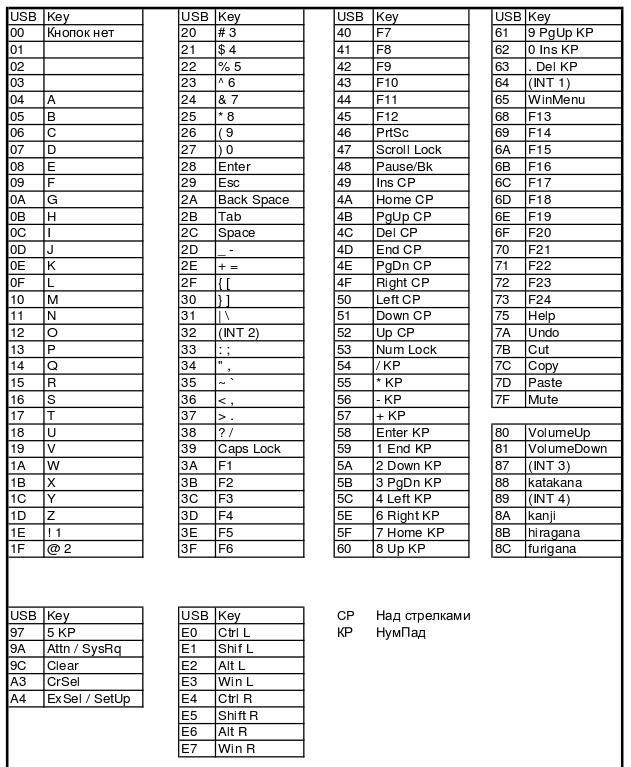 USB Key
00 Кнопок нет
01
02
03
04 A
05 B
06 C
07 D
08 E
09 F
0A G
0B H
0C I
0D J
0E K
0F L
10 M
11 N
12 O
13 P
14 Q
15 R
16 S
17 T
18 U
19 V
1A W
1B X
1C Y
1D Z
1E ! 1
1F @ 2
USB Key
20 # 3
21 $ 4
22 % 5
23 ^ 6
24 & 7
25 * 8
26 ( 9
27 ) 0
28 Enter
29 Esc
2A Back Space
2B Tab
2C Space
2D _ -
2E + =
2F { [
30 } ]
31 | \
32 (INT 2)
33 : ;
34 " ,
35 ~ `
36 < ,
37 > .
38 ? /
39 Caps Lock
3A F1
3B F2
3C F3
3D F4
3E F5
3F F6
USB Key
40 F7
41 F8
42 F9
43 F10
44 F11
45 F12
46 PrtSc
47 Scroll Lock
48 Pause/Bk
49 Ins CP
4A Home CP
4B PgUp CP
4C Del CP
4D End CP
4E PgDn CP
4F Right CP
50 Left CP
51 Down CP
52 Up CP
53 Num Lock
54 / KP
55 * KP
56 - KP
57 + KP
58 Enter KP
59 1 End KP
5A 2 Down KP
5B 3 PgDn KP
5C 4 Left KP
5E 6 Right KP
5F 7 Home KP
60 8 Up KP
USB Key
61 9 PgUp KP
62 0 Ins KP
63 . Del KP
64 (INT 1)
65 WinMenu
68 F13
69 F14
6A F15
6B F16
6C F17
6D F18
6E F19
6F F20
70 F21
71 F22
72 F23
73 F24
75 Help
7A Undo
7B Cut
7C Copy
7D Paste
7F Mute
80 VolumeUp
81 VolumeDown
87 (INT 3)
88 katakana
89 (INT 4)
8A kanji
8B hiragana
8C furigana
USB Key
97 5 KP
9A Attn / SysRq
9C Clear
A3 CrSel
A4 ExSel / SetUp
USB Key
E0 Ctrl L
E1 Shif L
E2 Alt L
E3 Win L
E4 Ctrl R
E5 Shift R
E6 Alt R
E7 Win R
CP Над стрелками
KP НумПад